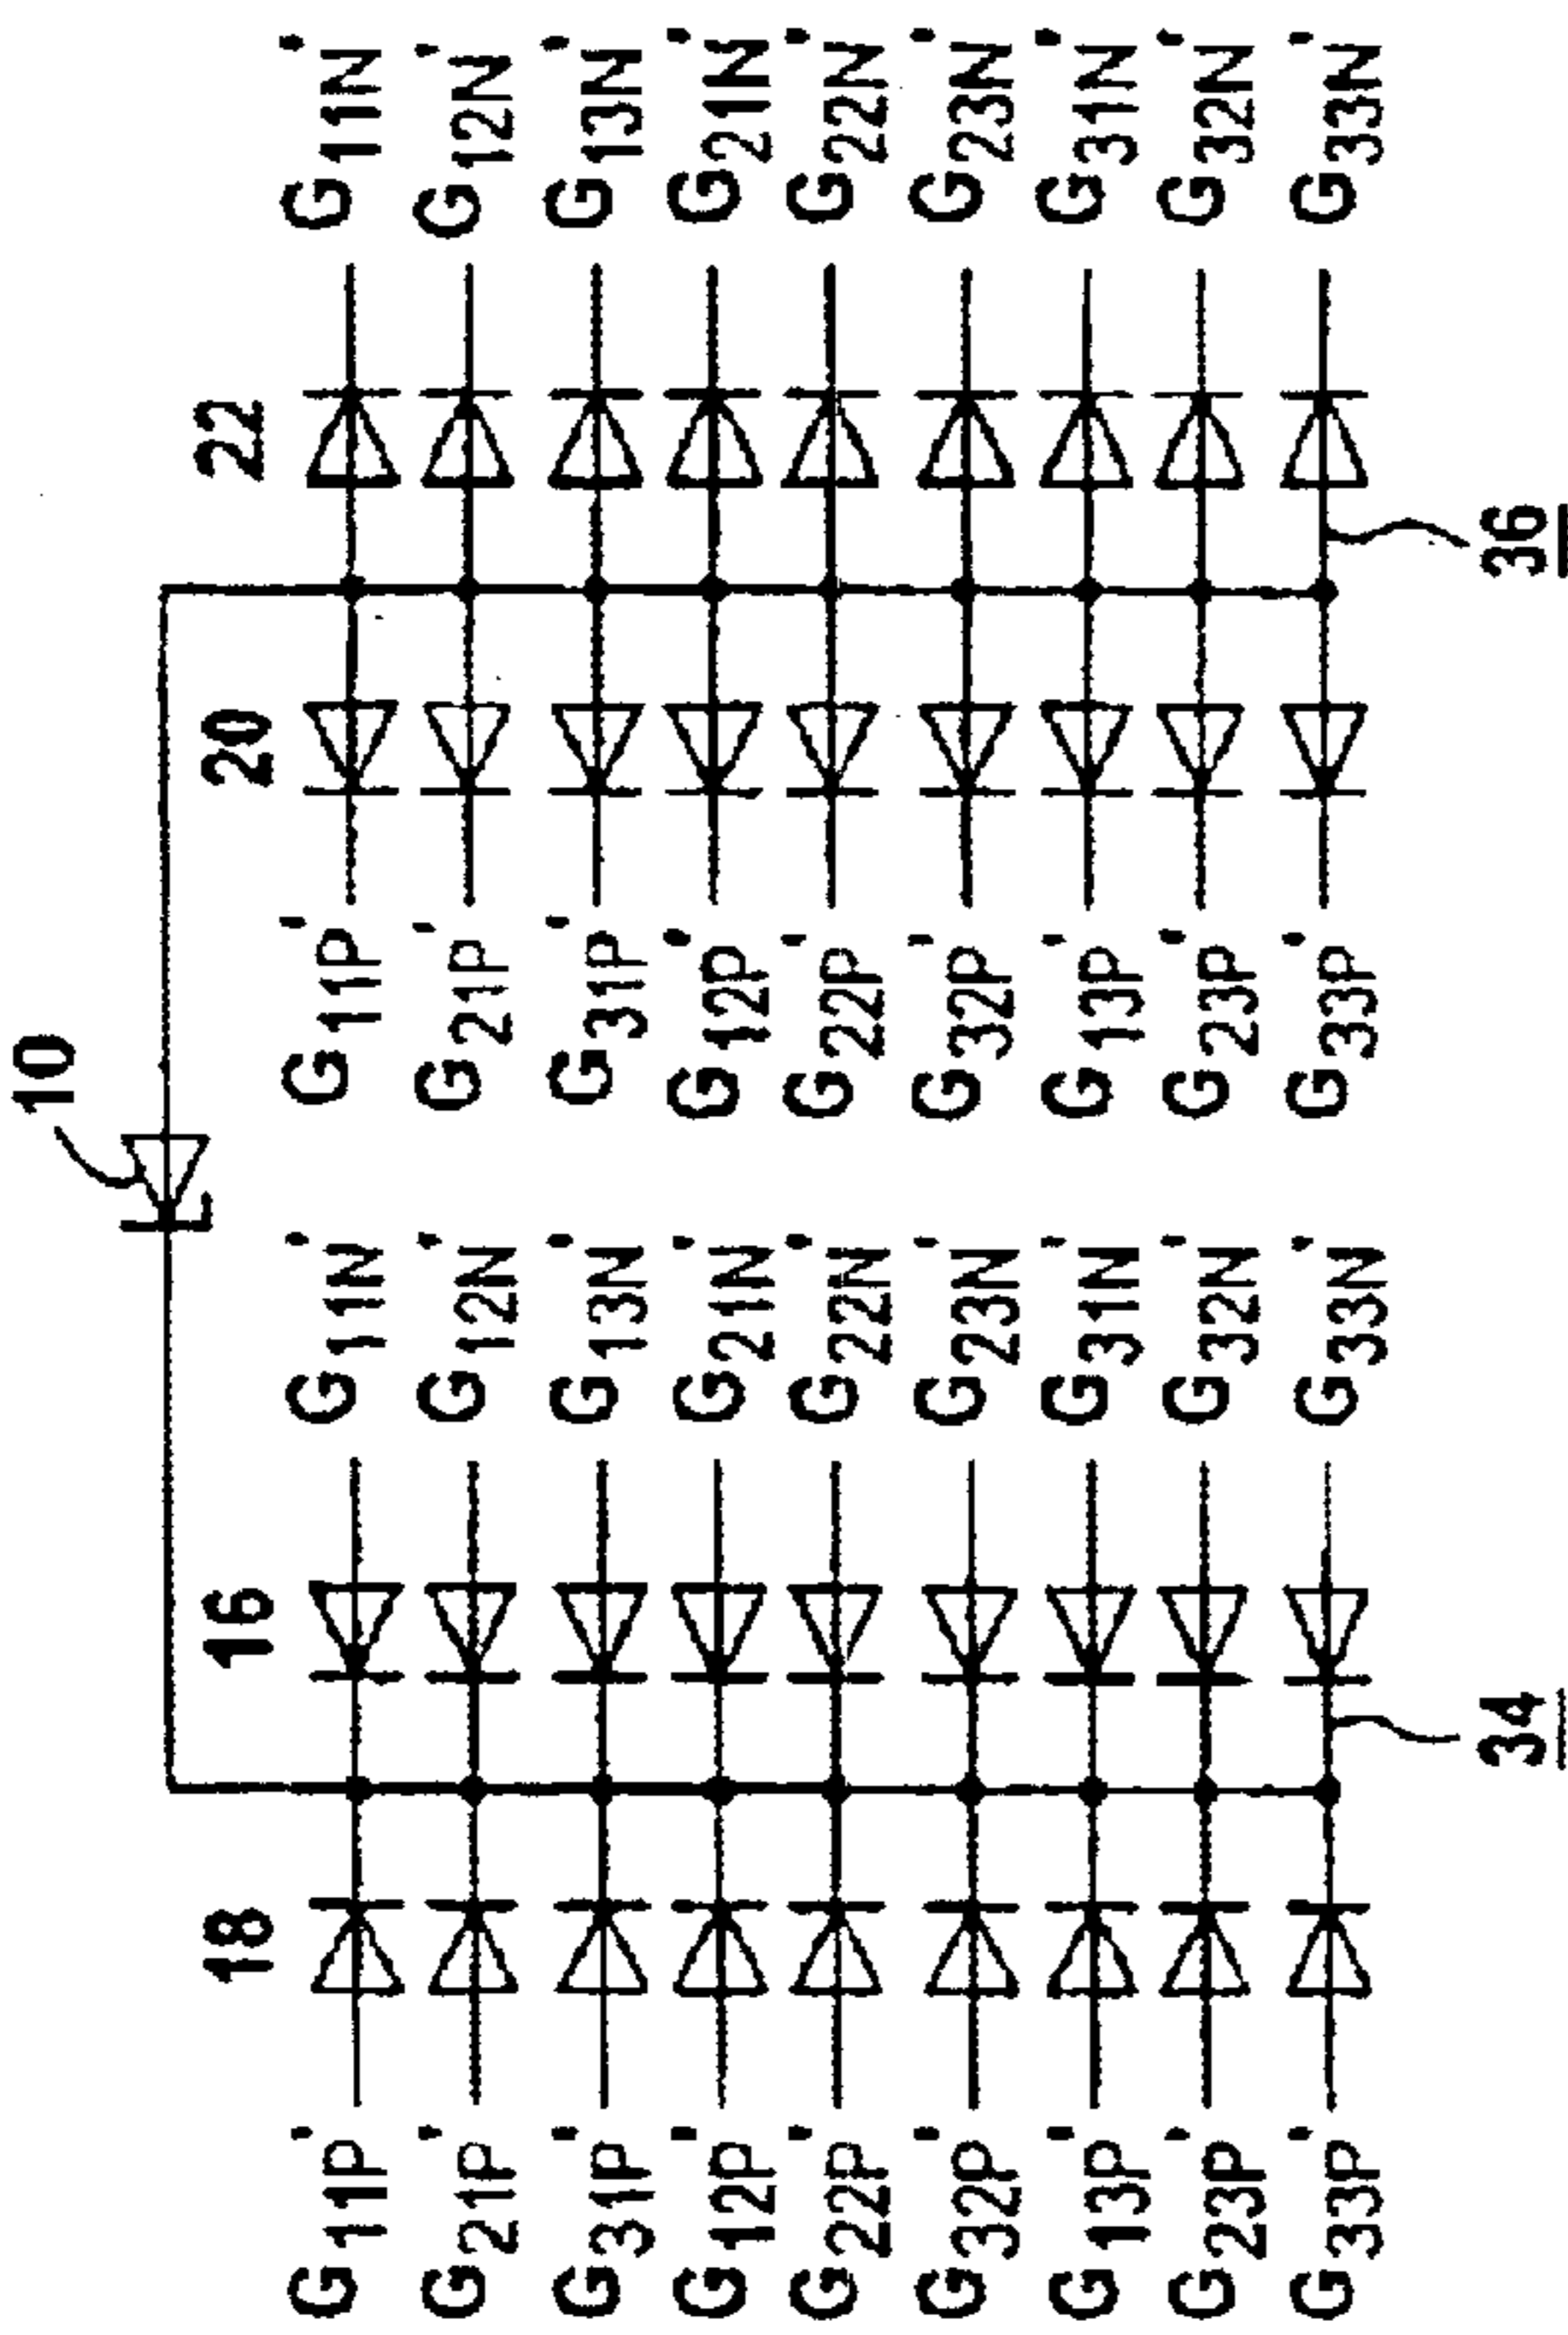 10
18 16 20 22
G11P' G11N' G11P' G11N'
G21P' G12N' G21P' G12N'
G31P' G13N' G31P' G13N'
G12P' G21N' G12P' G21N'
G22P' G22N' G22P' G22N'
G32P' G23N' G32P' G23N'
G13P' G31N' G13P' G31N'
G23P' G32N' G23P' G32N'
G33P' G33N' G33P' G33N'
34 36